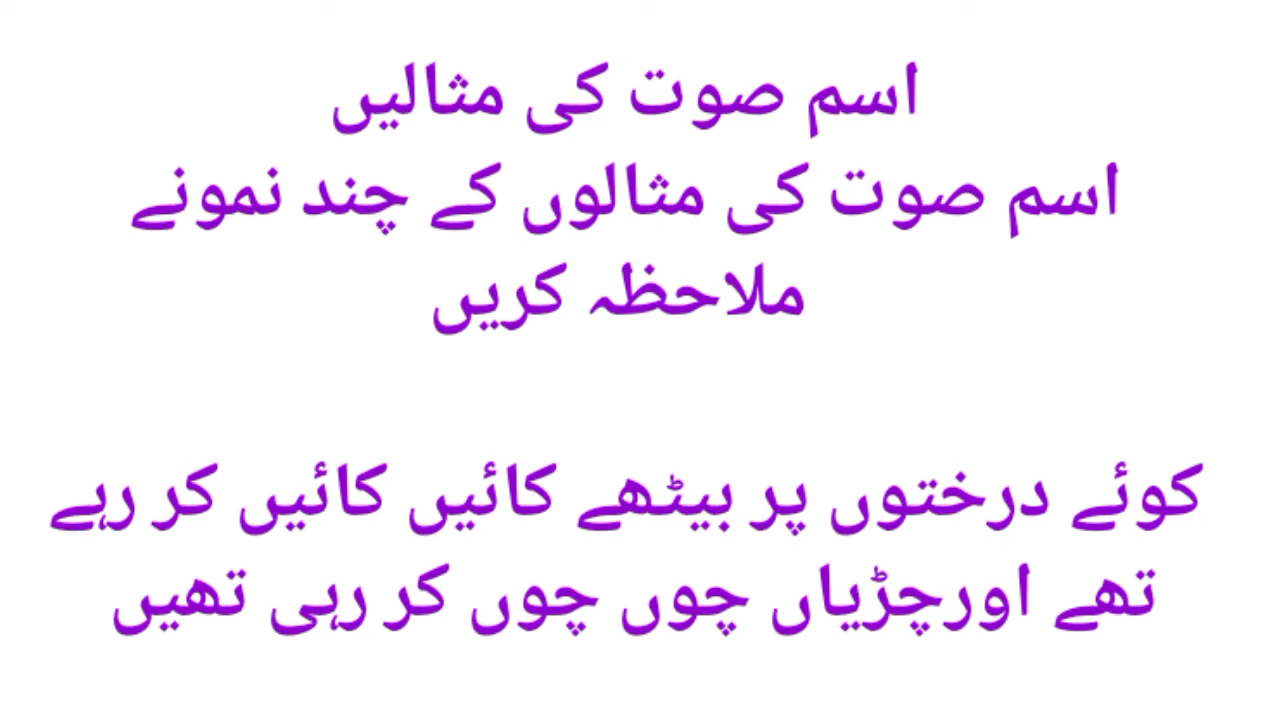 اسم صوت کی مثالیں
اسم صوت کی مثالوں کے چند نمونے
ملاحظہ کریں
کوئے درختوں پر بیٹھے کائیں کائیں کر رہے
تھے اورچڑیاں چوں چوں کر رہی تھیں